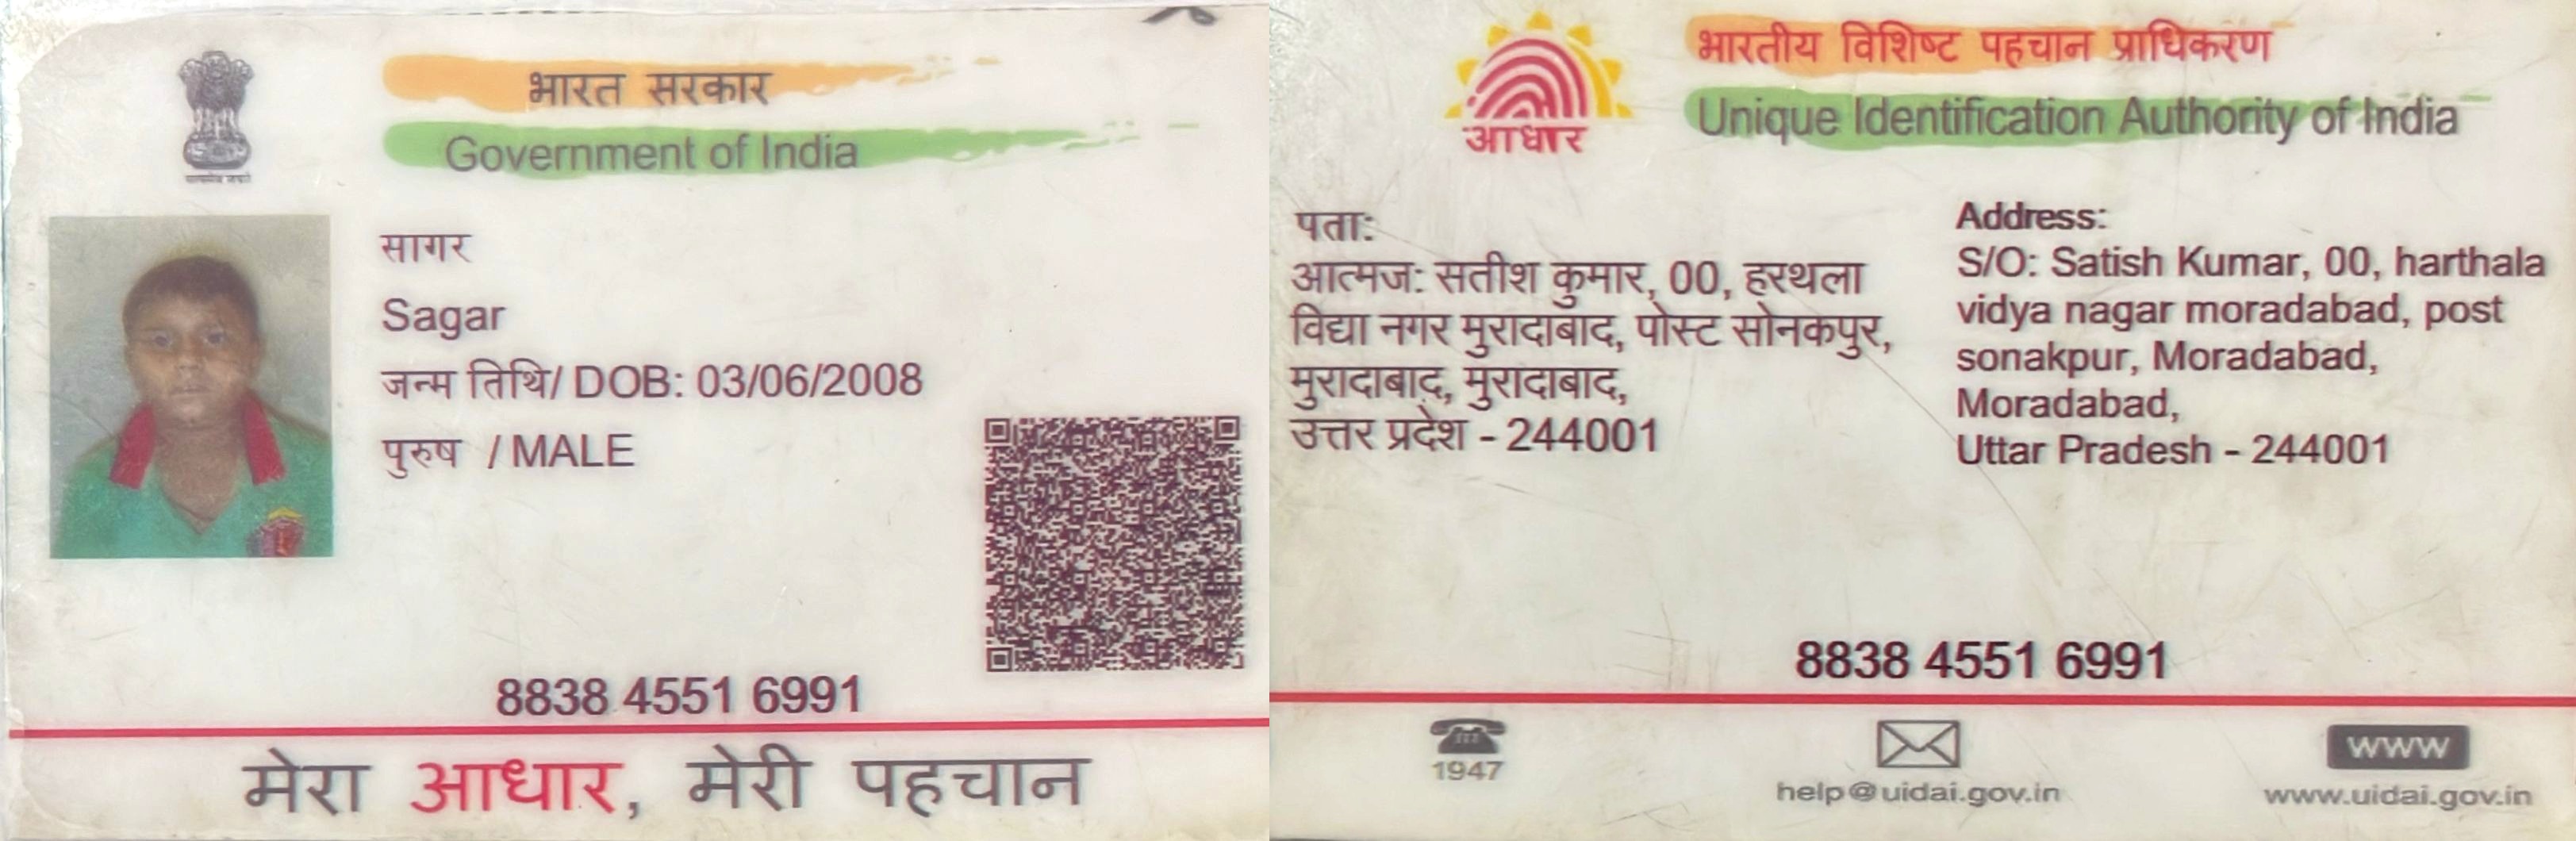 भारत सरकार
Government of India
सागर
Sagar
जन्म तिथि/ DOB: 03/06/2008
पुरुष / MALE
8838 4551 6991
मेरा आधार, मेरी पहचान
भारतीय विशिष्ट पहचान प्राधिकरण
Unique Identification Authority of India
आधार
पता:
आत्मज: सतीश कुमार, 00, हरथला
विद्या नगर मुरादाबाद, पोस्ट सोनकपुर,
मुरादाबाद, मुरादाबाद,
उत्तर प्रदेश - 244001
Address:
S/O: Satish Kumar, 00, harthala
vidya nagar moradabad, post
sonakpur, Moradabad,
Moradabad,
Uttar Pradesh - 244001
8838 4551 6991
1947
help@uidai.gov.in
www
www.uidai.gov.in